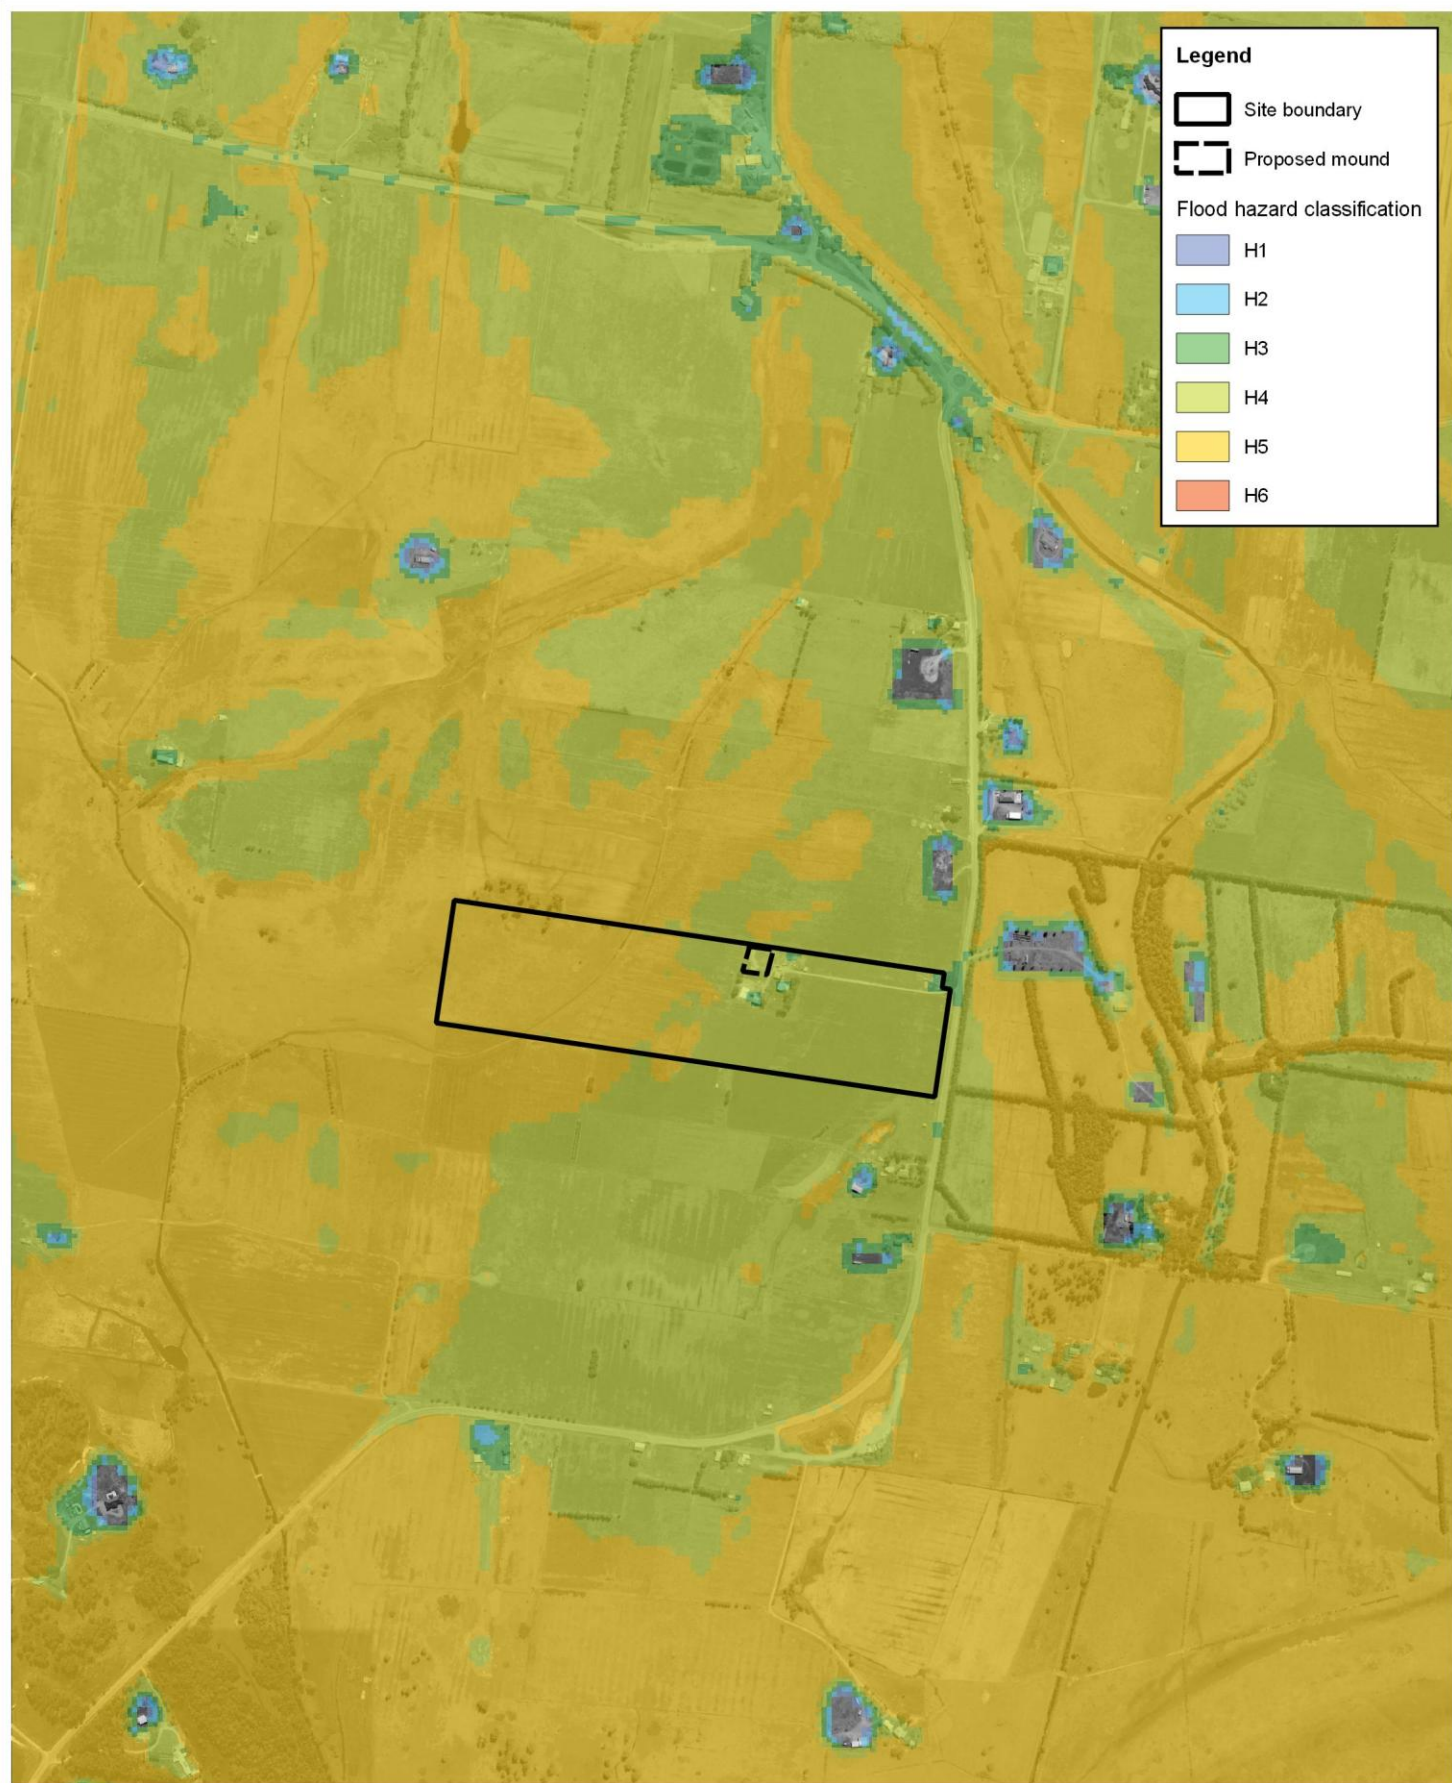 Legend
Site boundary
Proposed mound
Flood hazard classification
H1
H2
H3
H4
H5
H6